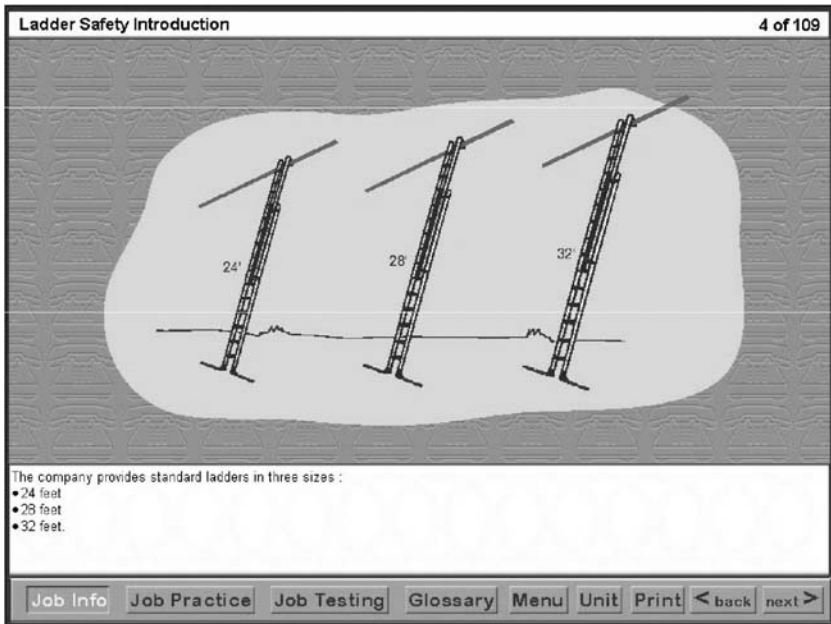 Ladder Safety Introduction 4 of 109
24' 28' 32'
The company provides standard ladders in three sizes :
•24 feet
•28 feet
•32 feet.
Job Info Job Practice Job Testing Glossary Menu Unit Print < back next >